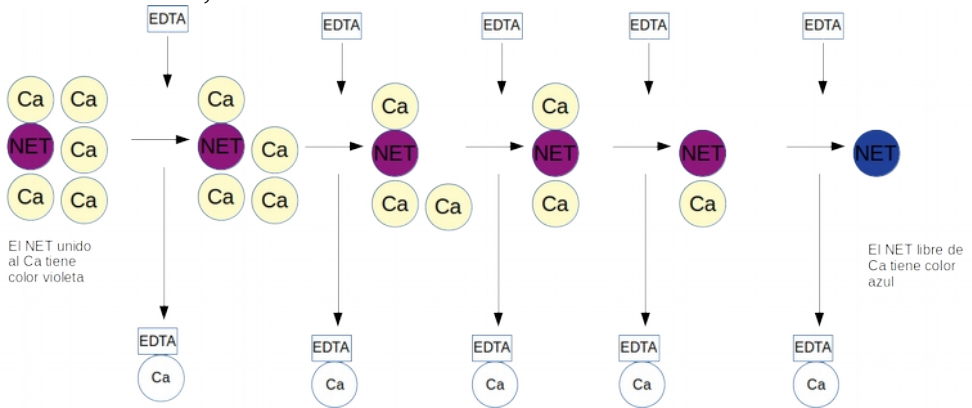 EDTA
EDTA
EDTA
EDTA
EDTA
Ca Ca
Ca
Ca
Ca
NET Ca
NET Ca
NET
NET
NET
NET
Ca Ca
Ca Ca
Ca Ca
Ca
Ca
El NET unido
al Ca tiene
color violeta
El NET libre de
Ca tiene color
azul
EDTA
EDTA
EDTA
EDTA
EDTA
Ca
Ca
Ca
Ca
Ca